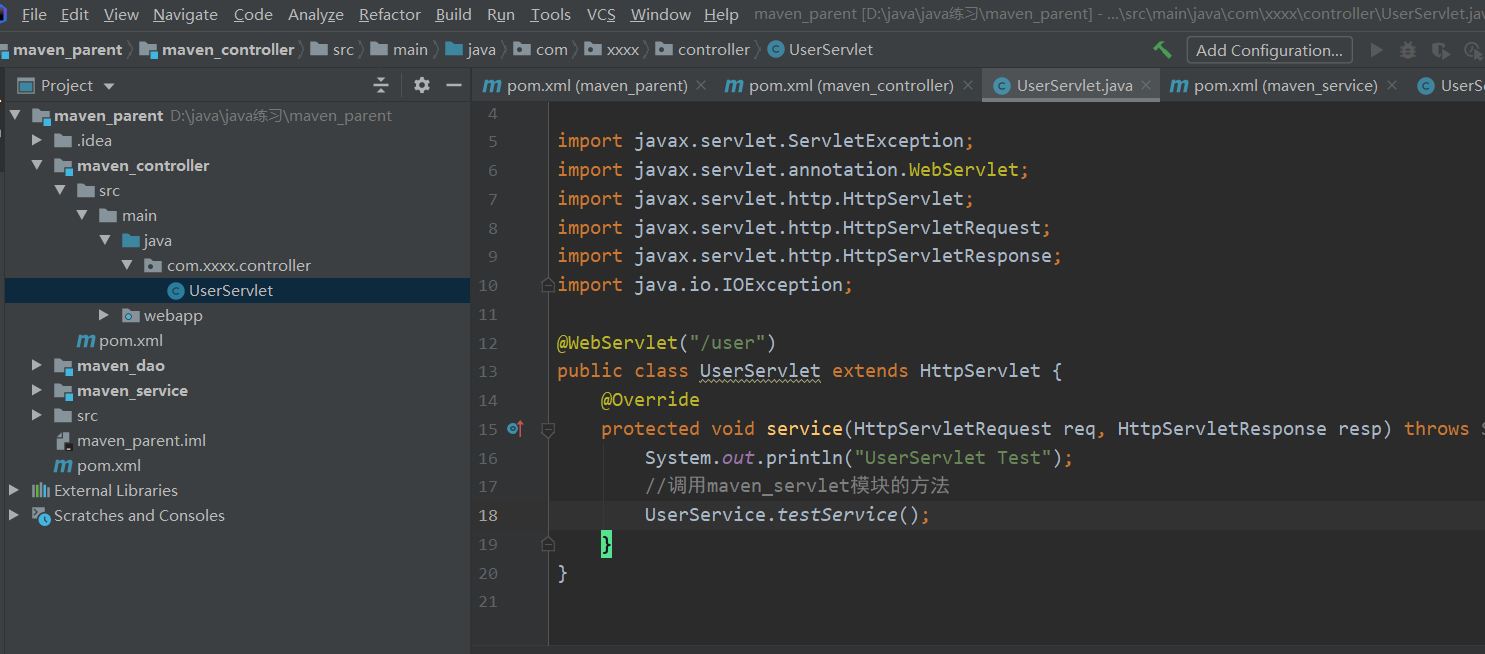 File Edit View Navigate Code Analyze Refactor Build Run Tools VCS Window Help maven_parent [D:\java\java练习\maven_parent] - ...\src\main\java\com\xxxx\controller\UserServlet.jav
maven_parent maven_controller src main java com xxxx controller UserServlet Add Configuration...
Project
pom.xml (maven_parent) pom.xml (maven_controller) UserServlet.java pom.xml (maven_service) UserS
maven_parent D:\java\java练习\maven_parent
.idea
maven_controller
src
main
java
com.xxxx.controller
UserServlet
webapp
pom.xml
maven_dao
maven_service
src
maven_parent.iml
pom.xml
External Libraries
Scratches and Consoles
4
5 import javax.servlet.ServletException;
6 import javax.servlet.annotation.WebServlet;
7 import javax.servlet.http.HttpServlet;
8 import javax.servlet.http.HttpServletRequest;
9 import javax.servlet.http.HttpServletResponse;
10 import java.io.IOException;
11
12 @WebServlet("/user")
13 public class UserServlet extends HttpServlet {
14 @Override
15 protected void service(HttpServletRequest req, HttpServletResponse resp) throws S
16 System.out.println("UserServlet Test");
17 //调用maven_servlet模块的方法
18 UserService.testService();
19 }
20 }
21